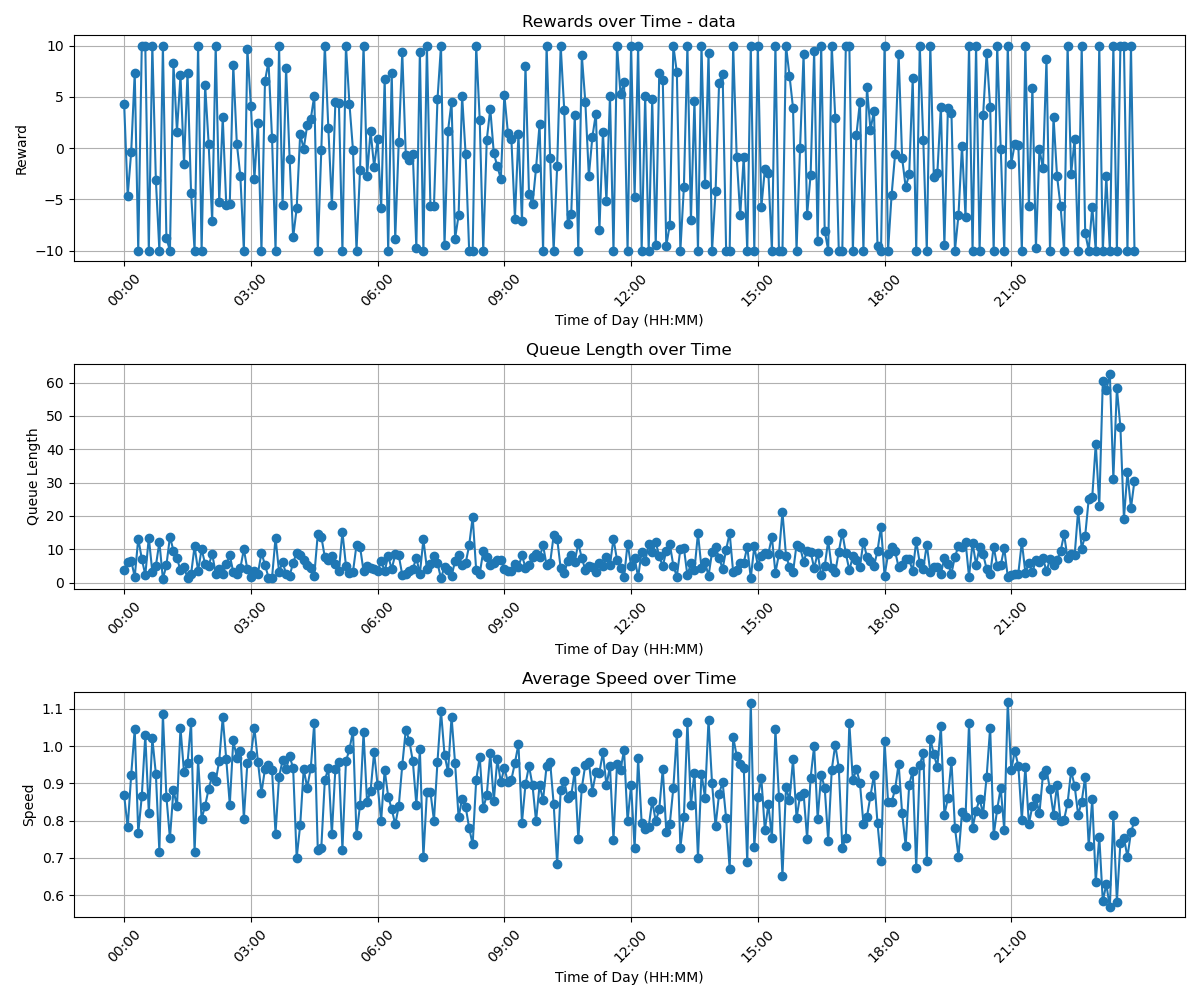 Rewards over Time - data
10
5
0
−5
−10
Reward
00:00 03:00 06:00 09:00 12:00 15:00 18:00 21:00
Time of Day (HH:MM)
Queue Length over Time
60
50
40
30
20
10
0
Queue Length
00:00 03:00 06:00 09:00 12:00 15:00 18:00 21:00
Time of Day (HH:MM)
Average Speed over Time
1.1
1.0
0.9
0.8
0.7
0.6
Speed
00:00 03:00 06:00 09:00 12:00 15:00 18:00 21:00
Time of Day (HH:MM)